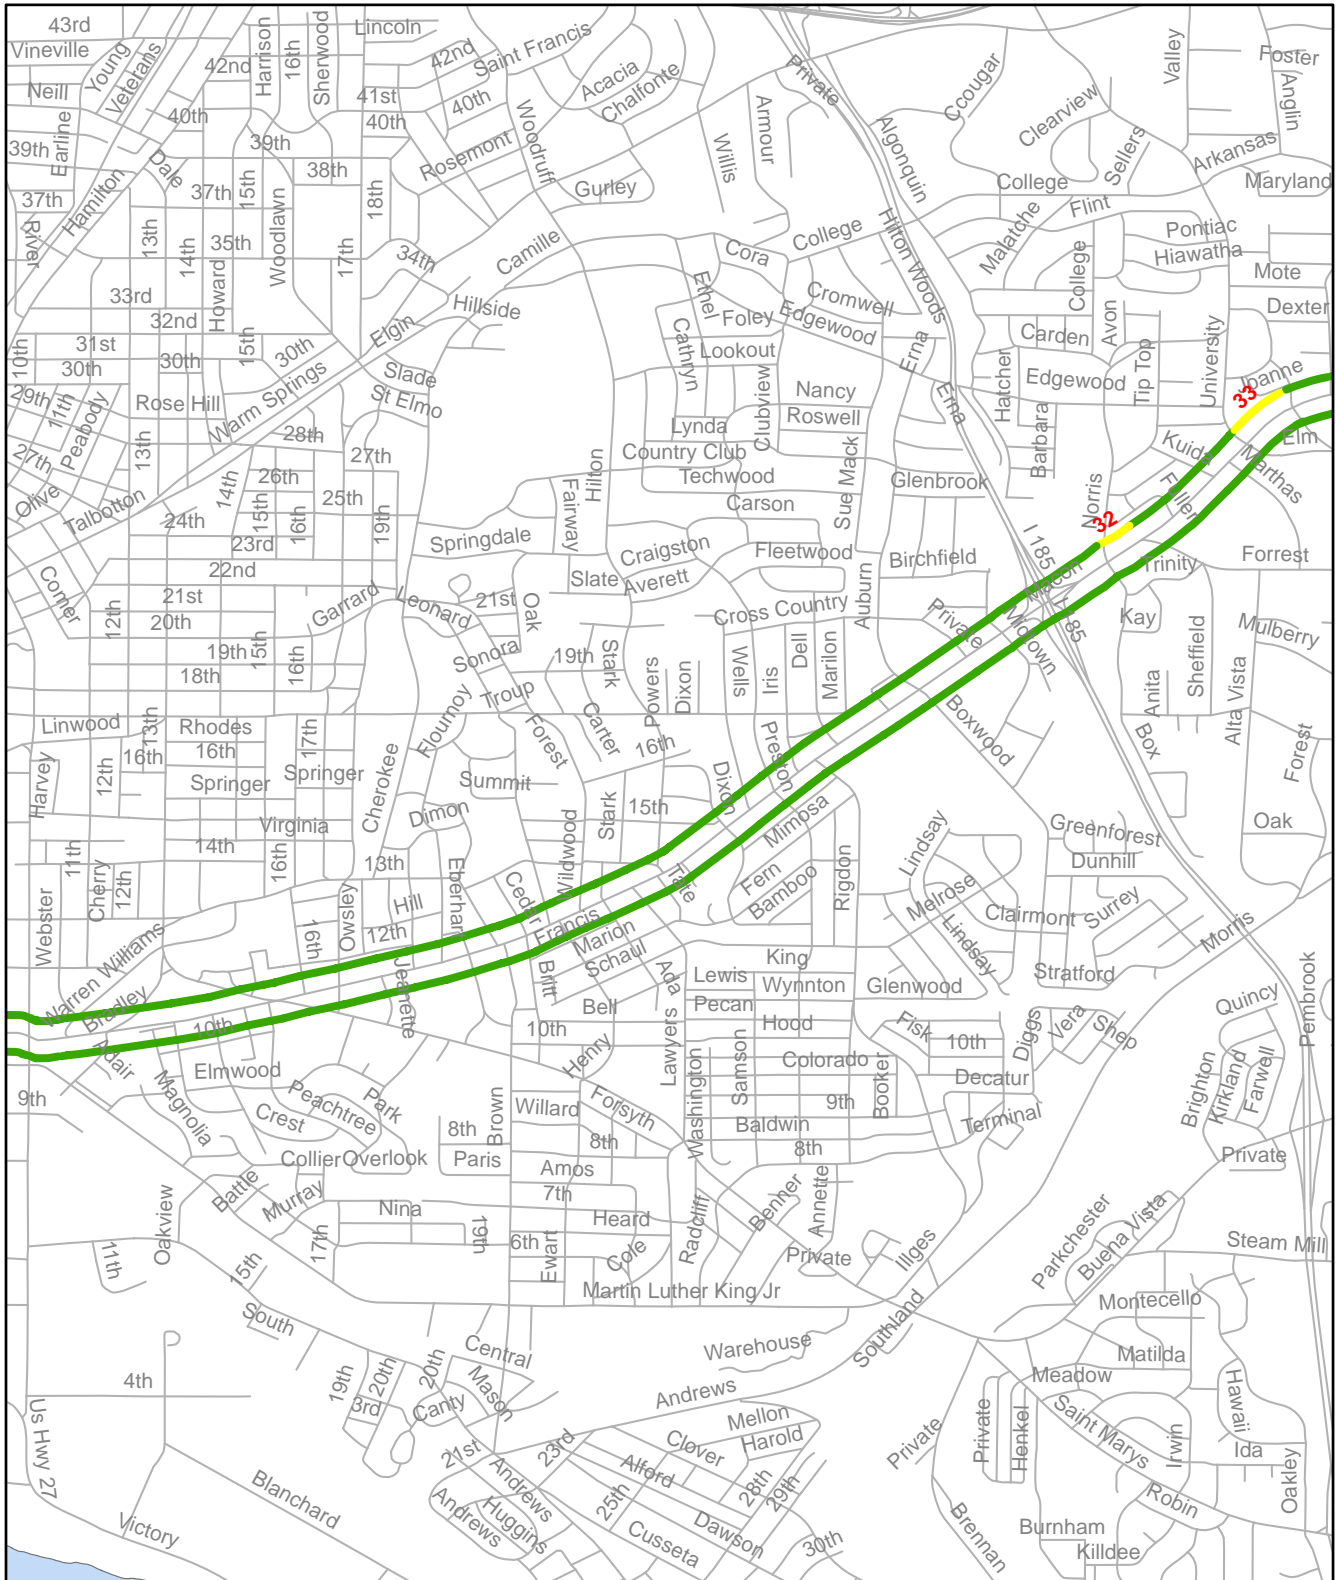 43rd
Lincoln
Vineville
Young
Veterans
Harrison
16th
Sherwood
42nd
42nd
Saint Francis
Acacia
Chalfonte
Private
Ccougar
Valley
Foster
Anglin
Neill
40th
41st
40th
40th
Rosemont
Woodruff
Armour
Willis
Algonquin
Clearview
Sellers
Arkansas
Maryland
39th
Earline
Hamilton
Dale
39th
38th
37th
15th
37th
18th
Gurley
College
Flint
Malatche
River
13th
14th
35th
Woodlawn
17th
34th
Camille
Cora
College
Hilton Woods
Pontiac
Hiawatha
Mote
College
33rd
Howard
Hillside
Ethel
Cromwell
Dexter
32nd
Elgin
Foley
Edgewood
Erna
Carden
Avon
31st
10th
15th
30th
30th
30th
Slade
Cathryn
Lookout
Clubview
Nancy
Hatcher
Edgewood
Tip Top
University
Joanne
33
29th
11th
Peabody
Rose Hill
Warm Springs
St Elmo
Lynda
Roswell
Erna
Barbara
Elm
27th
13th
28th
27th
Country Club
Techwood
Sue Mack
Glenbrook
Kuida
Marthas
Olive
Talbotton
14th
26th
25th
15th
16th
19th
Hilton
Fairway
Carson
Norris
Fuller
32
24th
23rd
Springdale
Craigston
Fleetwood
Birchfield
I 185
Forrest
22nd
Slate
Averett
Auburn
Macon
Trinity
Comer
12th
21st
20th
Garrard
Leonard
21st
Oak
Cross Country
Private
Midtown
I 185
Kay
Mulberry
19th
15th
16th
18th
Sonora
19th
Stark
Powers
Dixon
Wells
Iris
Dell
Marilon
Sheffield
Anita
Alta Vista
Linwood
13th
Rhodes
17th
Flournoy
Troup
Forest
Carter
16th
Preston
Boxwood
Box
Forest
16th
16th
Harvey
12th
Springer
Springer
Cherokee
Summit
Dixon
Stark
15th
Mimosa
Virginia
Dimon
Lindsay
Greenforest
Oak
14th
11th
16th
13th
Wildwood
Dunhill
Cherry
12th
Eberhart
Cedar
Tate
Fern
Bamboo
Rigdon
Melrose
Clairmont
Surrey
Webster
Owsley
Hill
Francis
Lindsay
Morris
Warren Williams
16th
12th
Marion
Schaul
King
Stratford
Bradley
Jeanette
Britt
Ada
Lewis
Wynnton
Glenwood
Quincy
Pembrook
10th
Bell
Pecan
Hood
Fisk
Diggs
Vera
Shep
Adair
10th
Henry
Lawyers
Samson
Colorado
Booker
10th
Elmwood
Decatur
9th
Magnolia
Peachtree
Park
Crest
Brown
Willard
Forsyth
Washington
9th
Baldwin
Terminal
Brighton
Kirkland
Farwell
8th
8th
8th
Collier
Overlook
Paris
Amos
Private
Battle
Murray
7th
Annette
Benner
Oakview
Nina
Heard
Radcliff
Parkchester
Buena Vista
17th
19th
6th
Ewart
Cole
Private
Illges
Steam Mill
11th
15th
Martin Luther King Jr
Montecello
South
Southland
Warehouse
Central
Matilda
4th
19th
20th
20th
Mason
Andrews
Meadow
Hawaii
3rd
Canty
Mellon
Harold
Private
Private
Henkel
Saint Marys
Irwin
Ida
Us Hwy 27
21st
23rd
Clover
Oakley
Blanchard
Andrews
Alford
28th
29th
Robin
Andrews
Huggins
25th
Dawson
Brennan
Victory
Cusseta
30th
Burnham
Killdee